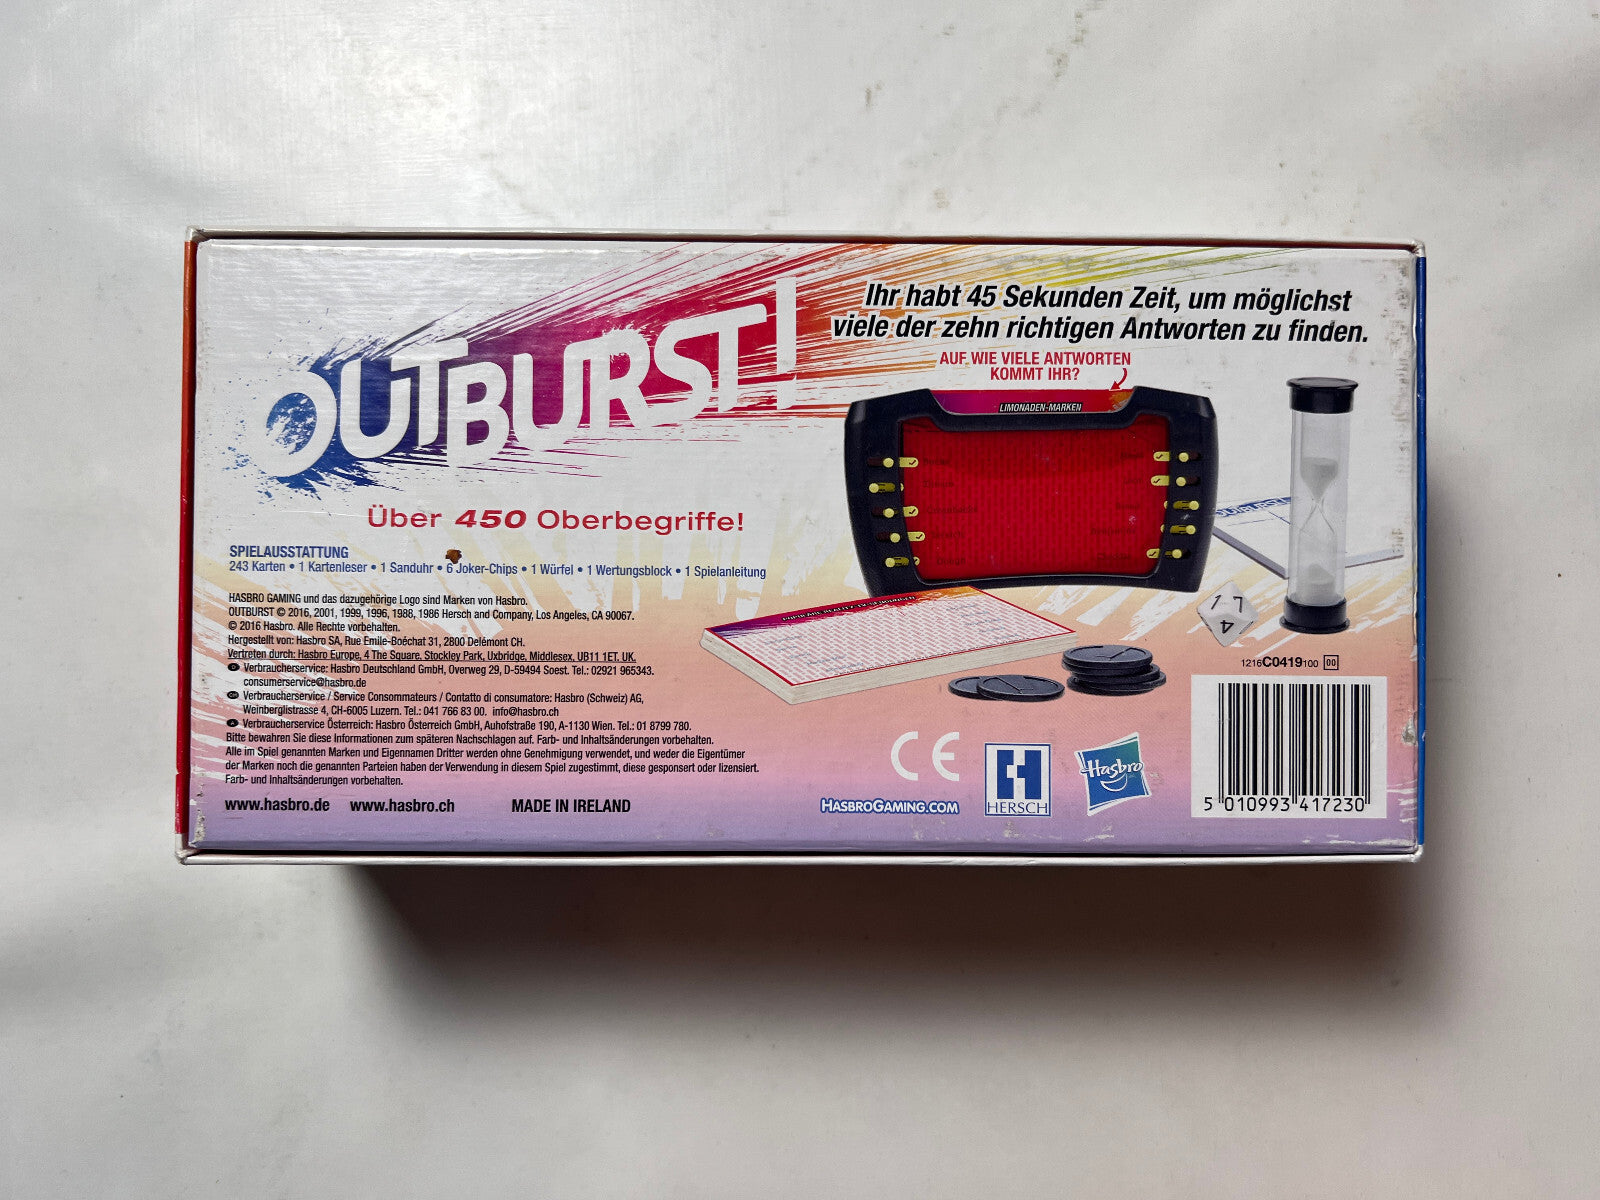 OUTBURST!
Ihr habt 45 Sekunden Zeit, um möglichst
viele der zehn richtigen Antworten zu finden.
AUF WIE VIELE ANTWORTEN
KOMMT IHR?
LIMONADEN-MARKEN
Über 450 Oberbegriffe!
SPIELAUSSTATTUNG
243 Karten • 1 Kartenleser • 1 Sanduhr • 6 Joker-Chips • 1 Würfel • 1 Wertungsblock • 1 Spielanleitung
HASBRO GAMING und das dazugehörige Logo sind Marken von Hasbro.
OUTBURST © 2016, 2001, 1999, 1996, 1988, 1986 Hersch and Company, Los Angeles, CA 90067.
© 2016 Hasbro. Alle Rechte vorbehalten.
Hergestellt von: Hasbro SA, Rue Emile-Boéchat 31, 2800 Delémont CH.
Vertreten durch: Hasbro Europe, 4 The Square, Stockley Park, Uxbridge, Middlesex, UB11 1ET. UK.
D Verbraucherservice: Hasbro Deutschland GmbH, Overweg 29, D-59494 Soest. Tel.: 02921 965343.
consumerservice@hasbro.de
CH Verbraucherservice / Service Consommateurs / Contatto di consumatore: Hasbro (Schweiz) AG,
Weinberglistrasse 4, CH-6005 Luzern. Tel.: 041 766 83 00. info@hasbro.ch
A Verbraucherservice Österreich: Hasbro Österreich GmbH, Auhofstraße 190, A-1130 Wien. Tel.: 01 8799 780.
Bitte bewahren Sie diese Informationen zum späteren Nachschlagen auf. Farb- und Inhaltsänderungen vorbehalten.
Alle im Spiel genannten Marken und Eigennamen Dritter werden ohne Genehmigung verwendet, und weder die Eigentümer
der Marken noch die genannten Parteien haben der Verwendung in diesem Spiel zugestimmt, diese gesponsert oder lizensiert.
Farb- und Inhaltsänderungen vorbehalten.
www.hasbro.de www.hasbro.ch MADE IN IRELAND
POPULÄRE REALITY-TV-SENDUNGEN
OUTBURST!
7
4
1216C0419100 00
CE
HASBROGAMING.COM
HERSCH
Hasbro
5 010993 417230